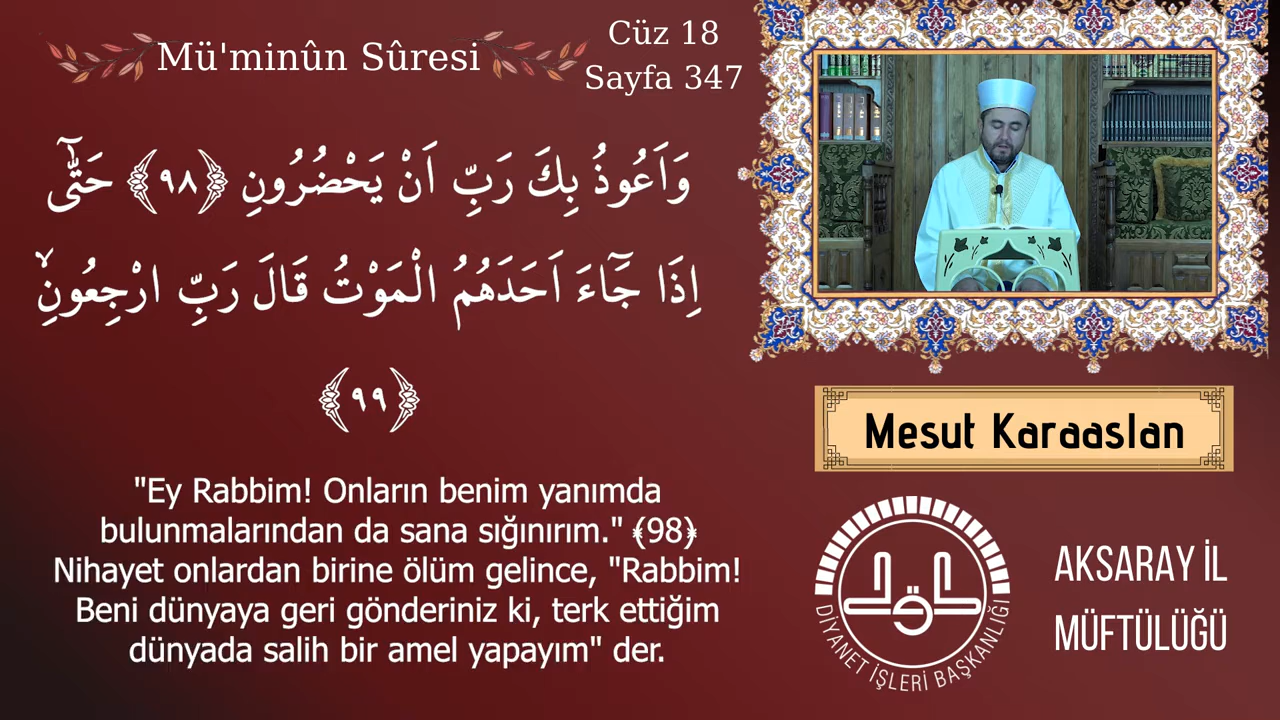 Mü'minûn Sûresi
Cüz 18
Sayfa 347
وَاَعُوذُ بِكَ رَبِّ اَنْ يَحْضُرُونِ ﴿٩٨﴾ حَتّٰٓى
اِذَا جَٓاءَ اَحَدَهُمُ الْمَوْتُ قَالَ رَبِّ ارْجِعُونِۙ
﴿٩٩﴾
"Ey Rabbim! Onların benim yanımda
bulunmalarından da sana sığınırım." ﴾98﴿
Nihayet onlardan birine ölüm gelince, "Rabbim!
Beni dünyaya geri gönderiniz ki, terk ettiğim
dünyada salih bir amel yapayım" der.
Mesut Karaaslan
DİYANET İŞLERİ BAŞKANLIĞI
AKSARAY İL
MÜFTÜLÜĞÜ